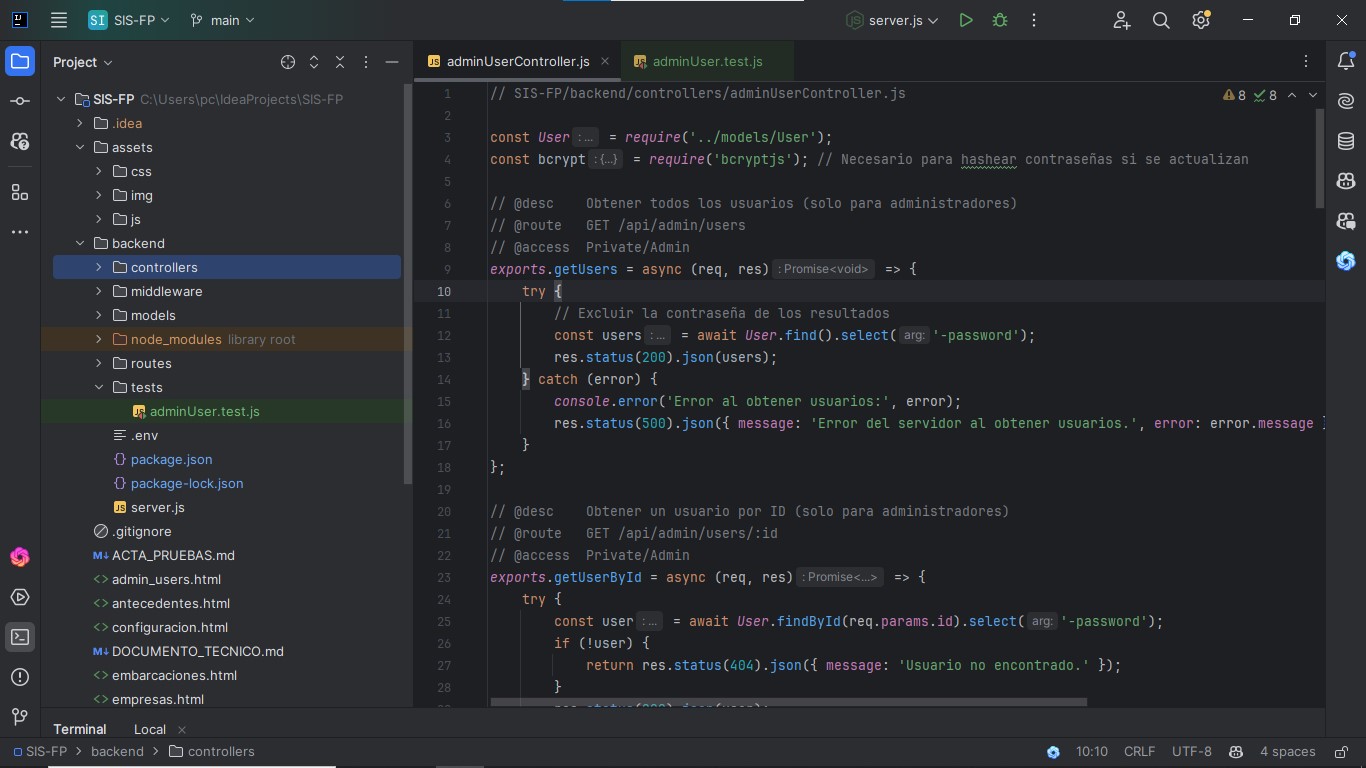 SI SIS-FP main server.js
Project
SIS-FP C:\Users\pc\IdeaProjects\SIS-FP
.idea
assets
css
img
js
backend
controllers
middleware
models
node_modules library root
routes
tests
adminUser.test.js
.env
package.json
package-lock.json
server.js
.gitignore
M↓ ACTA_PRUEBAS.md
<> admin_users.html
<> antecedentes.html
<> configuracion.html
M↓ DOCUMENTO_TECNICO.md
<> embarcaciones.html
<> empresas.html
adminUserController.js adminUser.test.js
8 8
1 // SIS-FP/backend/controllers/adminUserController.js
2
3 const User : ... = require('../models/User');
4 const bcrypt : {...} = require('bcryptjs'); // Necesario para hashear contraseñas si se actualizan
5
6 // @desc    Obtener todos los usuarios (solo para administradores)
7 // @route   GET /api/admin/users
8 // @access  Private/Admin
9 exports.getUsers = async (req, res) : Promise<void> => {
10 try {
11 // Excluir la contraseña de los resultados
12 const users : ... = await User.find().select( arg: '-password');
13 res.status(200).json(users);
14 } catch (error) {
15 console.error('Error al obtener usuarios:', error);
16 res.status(500).json({ message: 'Error del servidor al obtener usuarios.', error: error.message }
17 }
18 };
19
20 // @desc    Obtener un usuario por ID (solo para administradores)
21 // @route   GET /api/admin/users/:id
22 // @access  Private/Admin
23 exports.getUserById = async (req, res) : Promise<...> => {
24 try {
25 const user : ... = await User.findById(req.params.id).select( arg: '-password');
26 if (!user) {
27 return res.status(404).json({ message: 'Usuario no encontrado.' });
28 }
Terminal Local
SIS-FP > backend > controllers 10:10 CRLF UTF-8 4 spaces